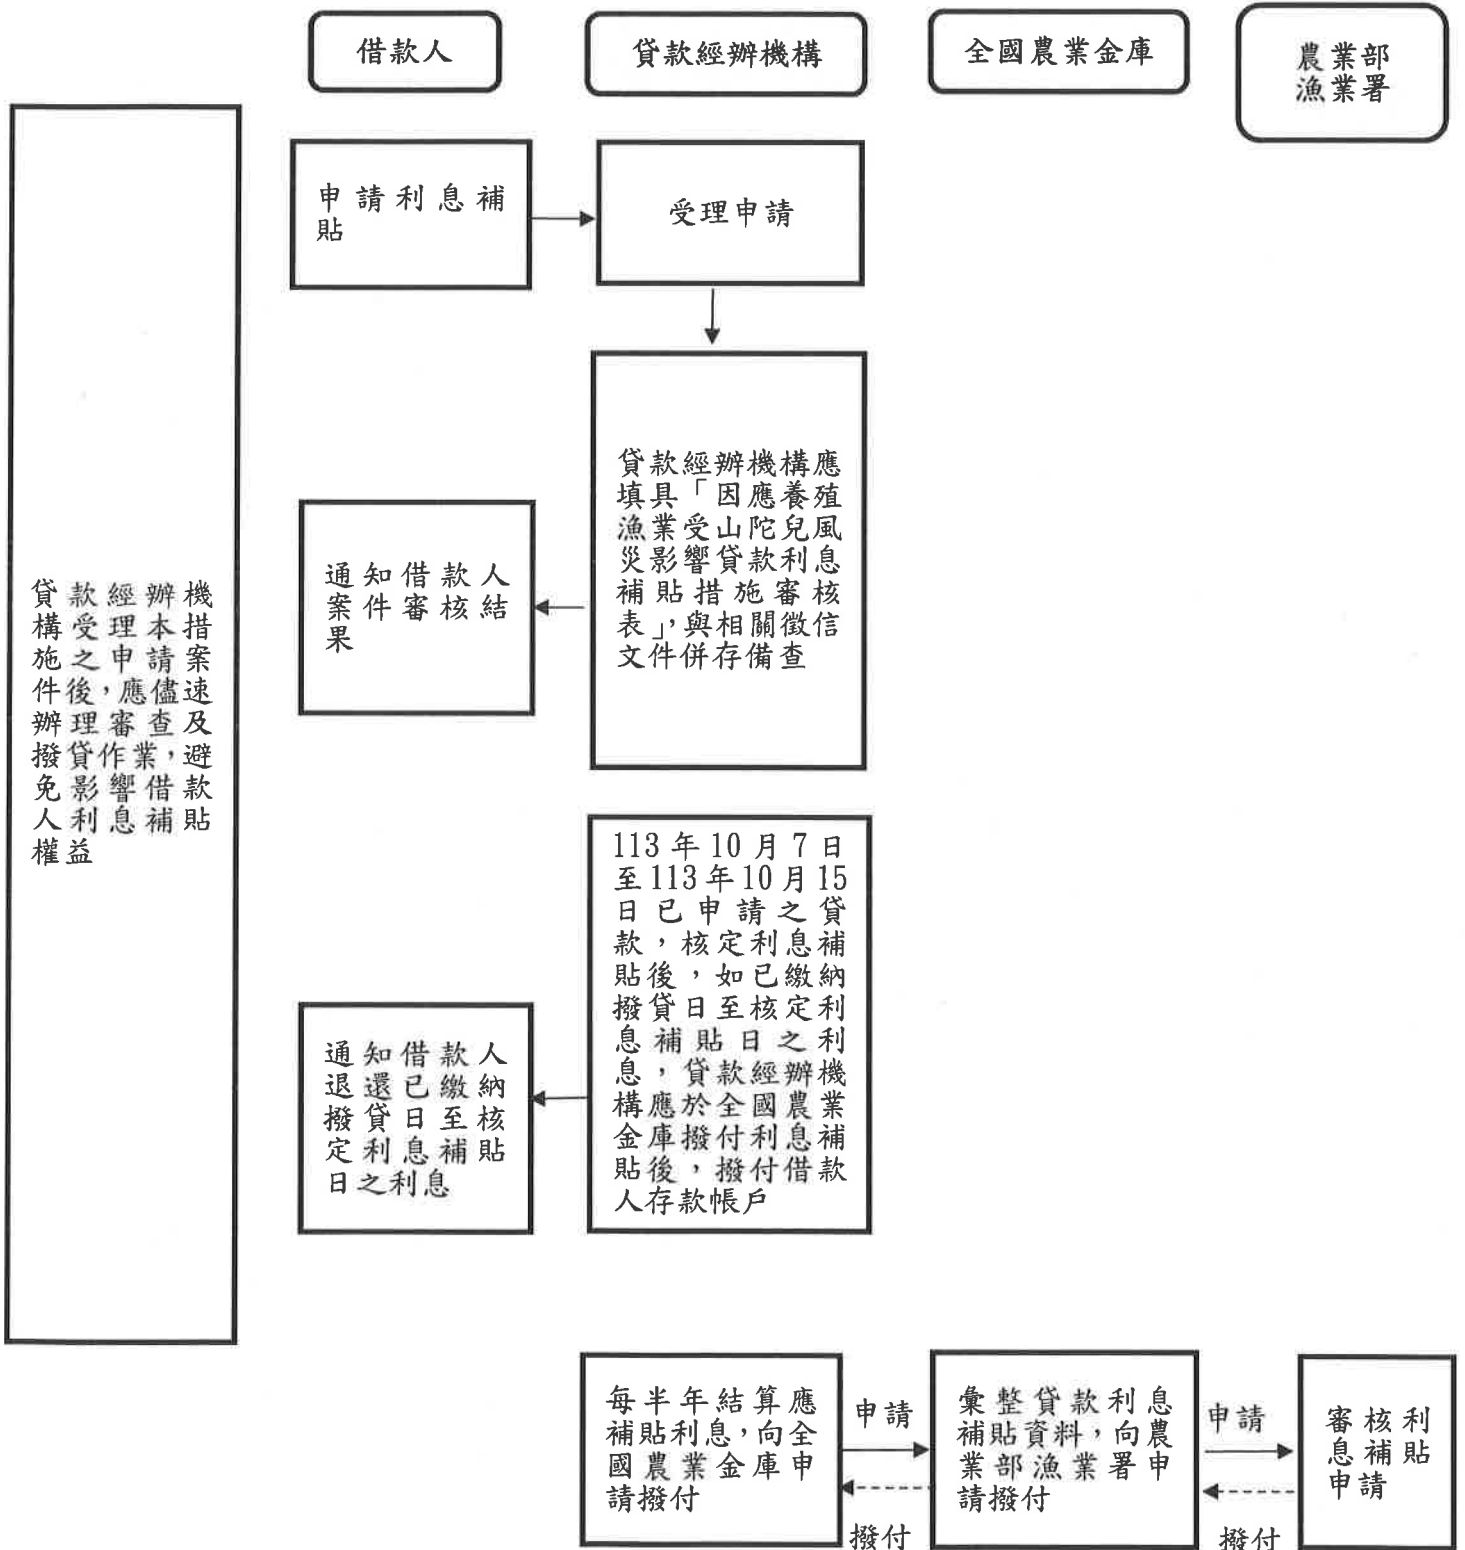 借款人
貸款經辦機構
全國農業金庫
農業部
漁業署
貸款經辦機
構受理本措
施之申請案
件後，應儘速
辦理審查及
撥貸作業，避
免影響借款
人利息補貼
權益
申請利息補
貼
受理申請
貸款經辦機構應
填具「因應養殖
漁業受山陀兒風
災影響貸款利息
補貼措施審核
表」，與相關徵信
文件併存備查
通知借款人
案件審核結
果
113年10月7日
至113年10月15
日已申請之貸
款，核定利息補
貼後，如已繳納
撥貸日至核定利
息補貼日之利
息，貸款經辦機
構應於全國農業
金庫撥付利息補
貼後，撥付借款
人存款帳戶
通知借款人
退還已繳納
撥貸日至核
定利息補貼
日之利息
每半年結算應
補貼利息，向全
國農業金庫申
請撥付
申請
撥付
彙整貸款利息
補貼資料，向農
業部漁業署申
請撥付
申請
撥付
審核利
息補貼
申請